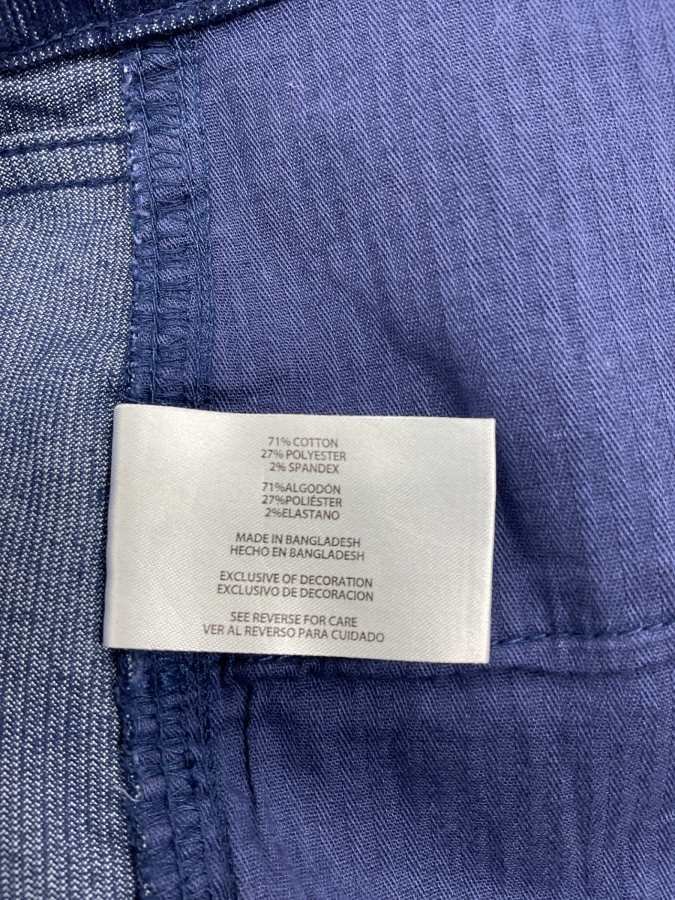 71% COTTON
27% POLYESTER
2% SPANDEX
71%ALGODÓN
27%POLIÉSTER
2%ELASTANO
MADE IN BANGLADESH
HECHO EN BANGLADESH
EXCLUSIVE OF DECORATION
EXCLUSIVO DE DECORACION
SEE REVERSE FOR CARE
VER AL REVERSO PARA CUIDADO